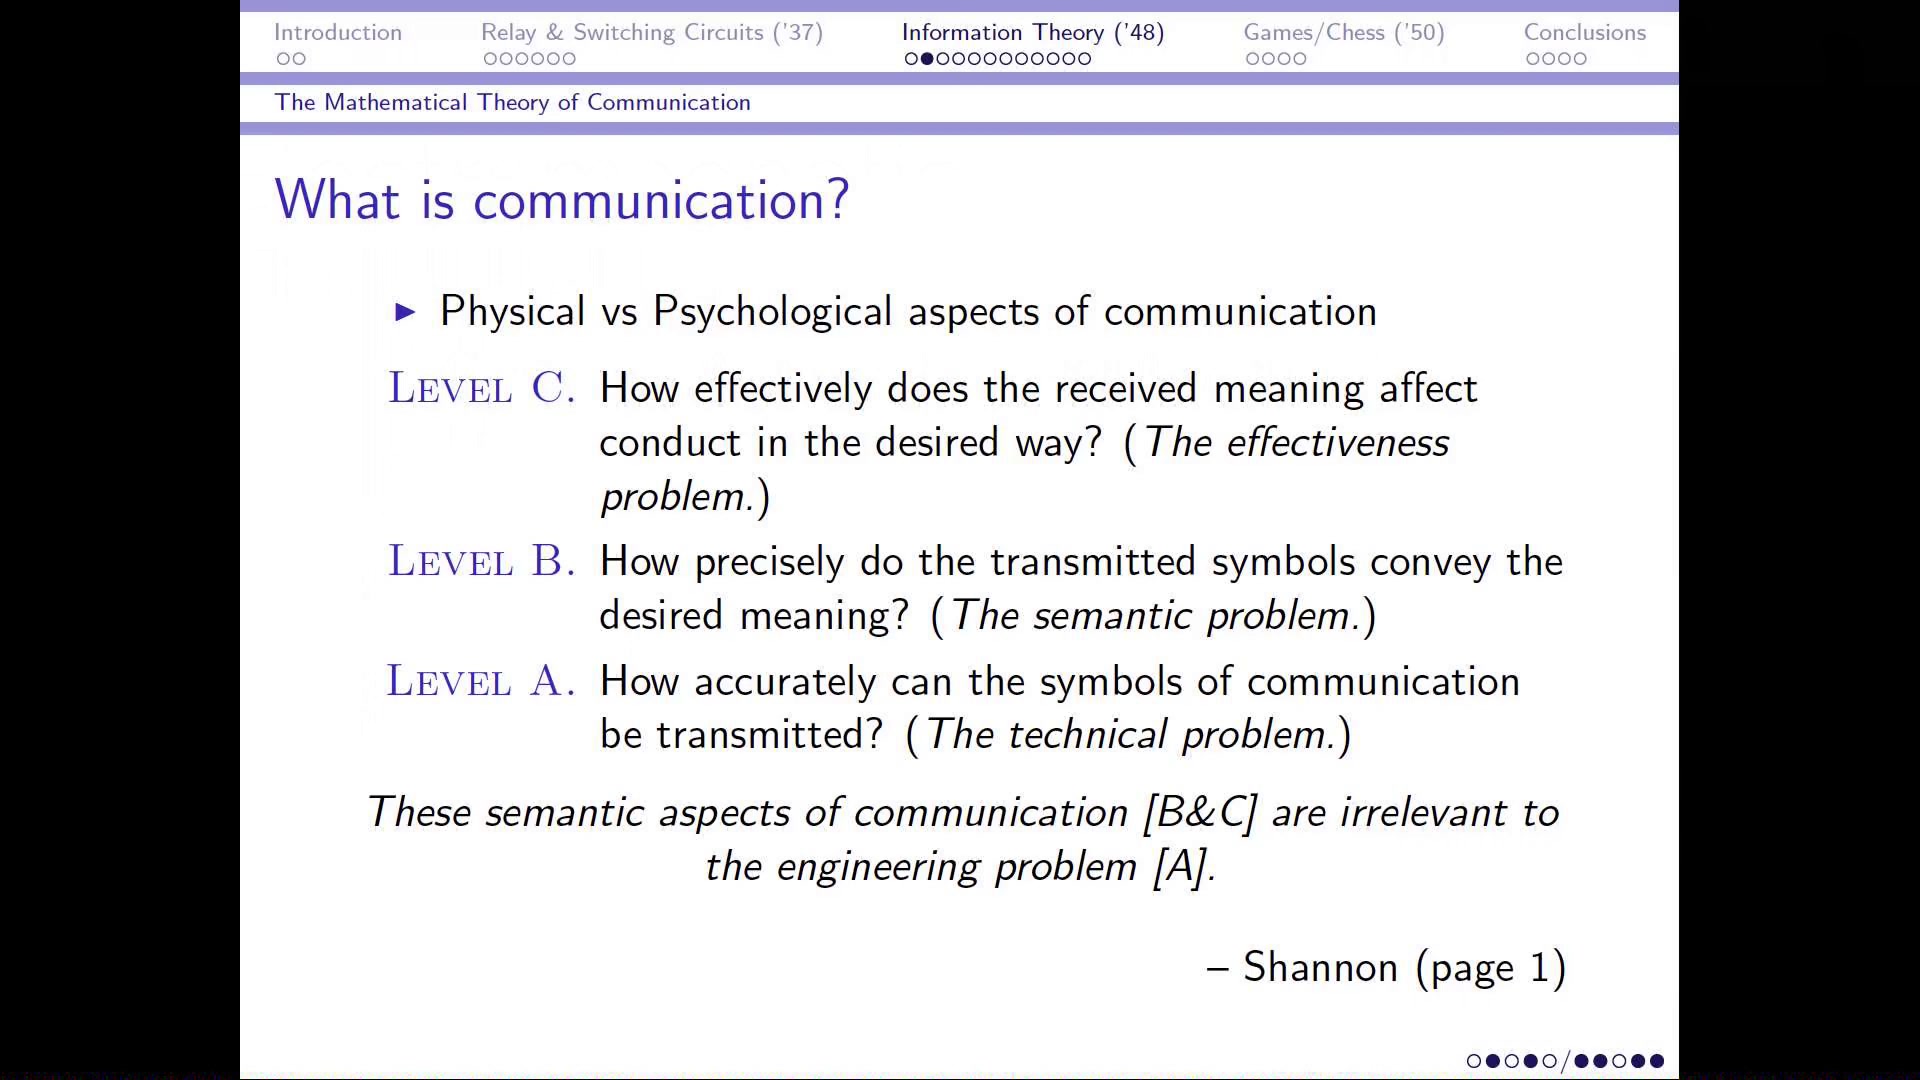 Introduction
Relay & Switching Circuits ('37)
Information Theory ('48)
Games/Chess ('50)
Conclusions
The Mathematical Theory of Communication
What is communication?
Physical vs Psychological aspects of communication
LEVEL C. How effectively does the received meaning affect
conduct in the desired way? (The effectiveness
problem.)
LEVEL B. How precisely do the transmitted symbols convey the
desired meaning? (The semantic problem.)
LEVEL A. How accurately can the symbols of communication
be transmitted? (The technical problem.)
These semantic aspects of communication [B&C] are irrelevant to
the engineering problem [A].
– Shannon (page 1)